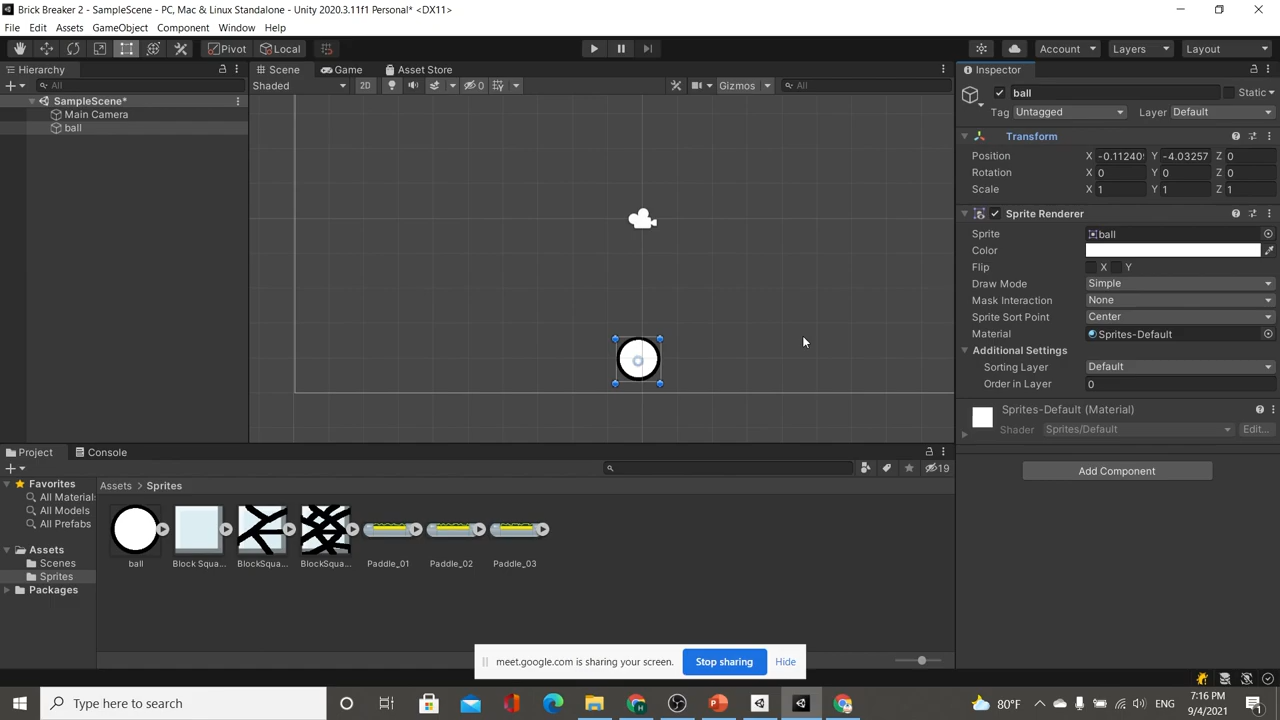 Brick Breaker 2 - SampleScene - PC, Mac & Linux Standalone - Unity 2020.3.11f1 Personal* <DX11>
File Edit Assets GameObject Component Window Help
Pivot Local Account Layers Layout
Hierarchy Scene Game Asset Store Inspector
All Shaded 2D 0 Gizmos All ball Static
SampleScene* Tag Untagged Layer Default
Main Camera
ball
Transform
Position X -0.11240 Y -4.03257 Z 0
Rotation X 0 Y 0 Z 0
Scale X 1 Y 1 Z 1
Sprite Renderer
Sprite ball
Color
Flip X Y
Draw Mode Simple
Mask Interaction None
Sprite Sort Point Center
Material Sprites-Default
Additional Settings
Sorting Layer Default
Order in Layer 0
Sprites-Default (Material)
Shader Sprites/Default Edit...
Add Component
Project Console
19
Favorites
All Material
All Models
All Prefabs
Assets
Scenes
Sprites
Packages
Assets > Sprites
ball Block Squa... BlockSqua... BlockSqua... Paddle_01 Paddle_02 Paddle_03
meet.google.com is sharing your screen. Stop sharing Hide
Type here to search 80°F ENG 7:16 PM
9/4/2021 1